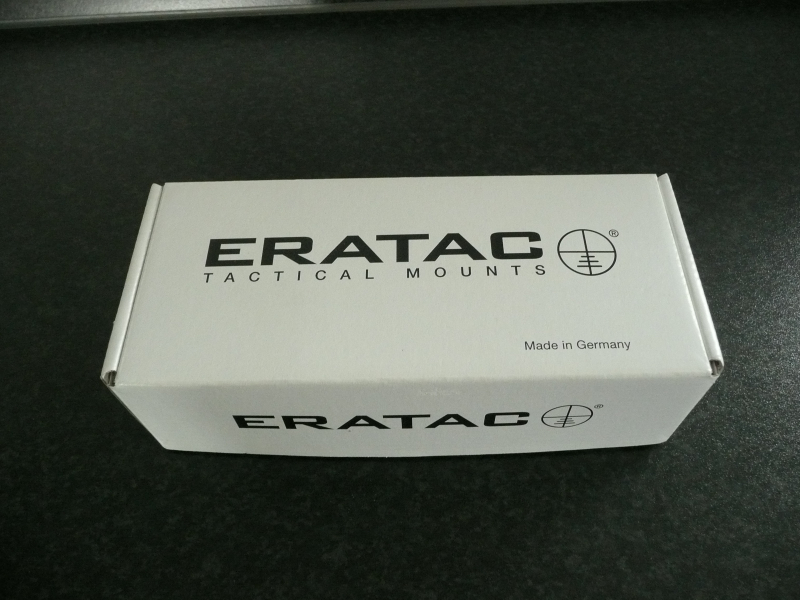 ERATAC ®
TACTICAL MOUNTS
Made in Germany
ERATAC ®